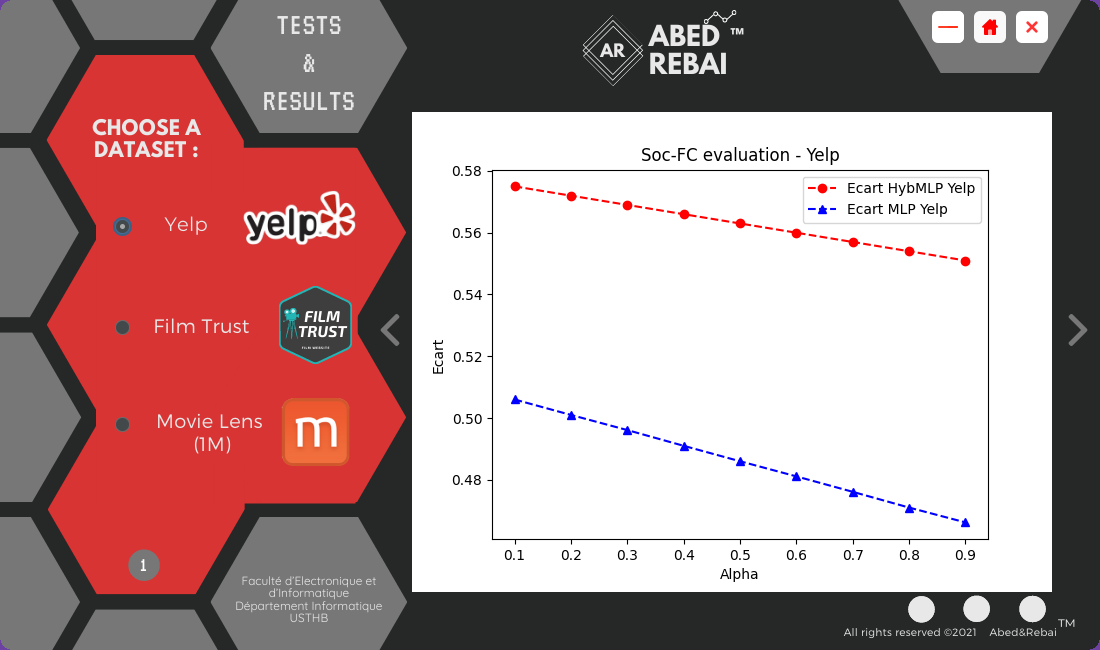 TESTS
&
RESULTS
AR
ABED
REBAI
TM
CHOOSE A
DATASET :
Yelp
yelp
Film Trust
FILM
TRUST
FILM WEBSITE
Movie Lens
(1M)
m
1
Faculté d'Electronique et
d'Informatique
Département Informatique
USTHB
Soc-FC evaluation - Yelp
Ecart HybMLP Yelp
Ecart MLP Yelp
Ecart
0.58
0.56
0.54
0.52
0.50
0.48
0.1 0.2 0.3 0.4 0.5 0.6 0.7 0.8 0.9
Alpha
All rights reserved ©2021 Abed&Rebai TM